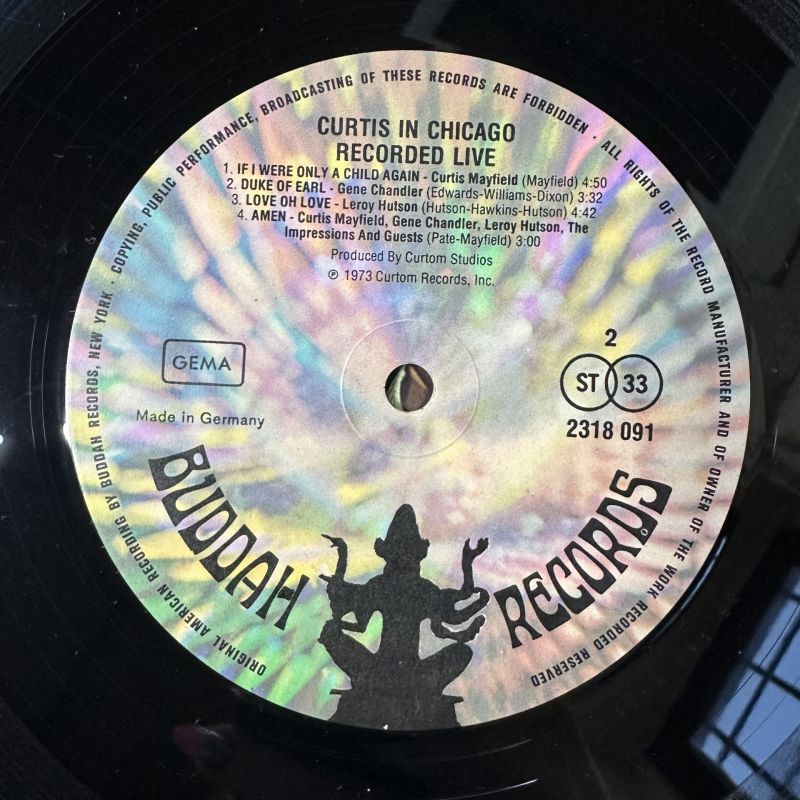 COPYING, PUBLIC PERFORMANCE, BROADCASTING OF THESE RECORDS ARE FORBIDDEN · ALL RIGHTS OF THE RECORD MANUFACTURER AND OF OWNER OF THE WORK RECORDED RESERVED
CURTIS IN CHICAGO
RECORDED LIVE
1. IF I WERE ONLY A CHILD AGAIN - Curtis Mayfield (Mayfield) 4:50
2. DUKE OF EARL - Gene Chandler (Edwards-Williams-Dixon) 3:32
3. LOVE OH LOVE - Leroy Hutson (Hutson-Hawkins-Hutson) 4:42
4. AMEN - Curtis Mayfield, Gene Chandler, Leroy Hutson, The
Impressions And Guests (Pate-Mayfield) 3:00
Produced By Curtom Studios
℗ 1973 Curtom Records, Inc.
GEMA
Made in Germany
2
ST 33
2318 091
BUDDAH RECORDS
ORIGINAL AMERICAN RECORDING BY BUDDAH RECORDS, NEW YORK ·